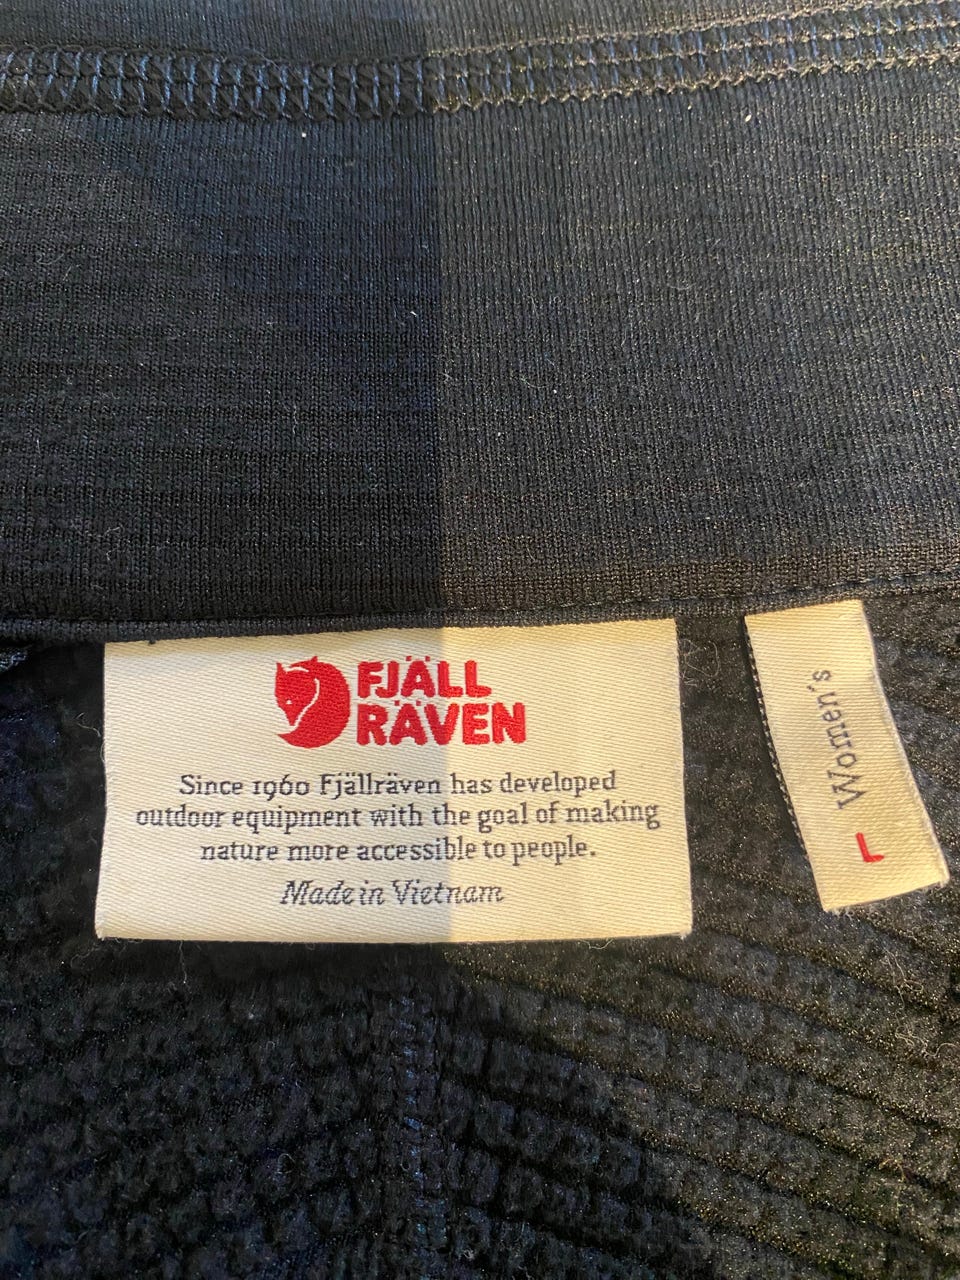 FJÄLL
RÄVEN
Since 1960 Fjällräven has developed
outdoor equipment with the goal of making
nature more accessible to people.
Made in Vietnam
Women's
L